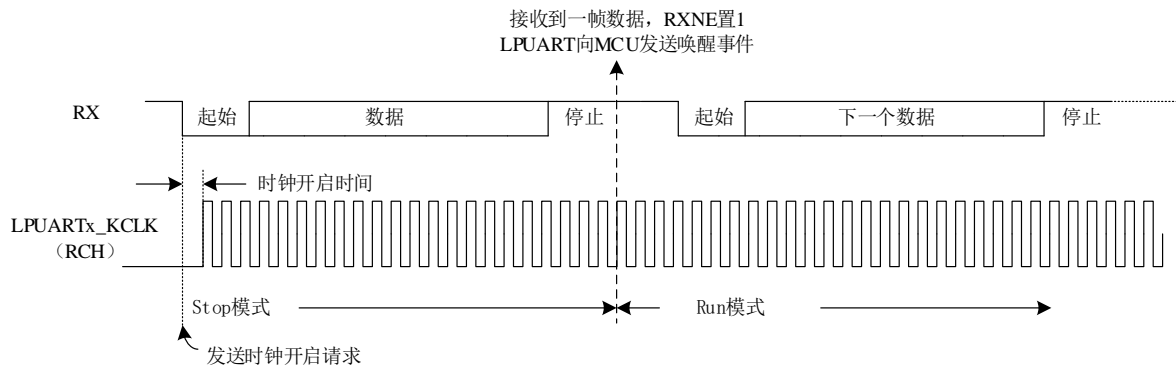 接收到一帧数据，RXNE置1
LPUART向MCU发送唤醒事件
RX
起始
数据
停止
起始
下一个数据
停止
时钟开启时间
LPUARTx_KCLK
（RCH）
Stop模式
Run模式
发送时钟开启请求